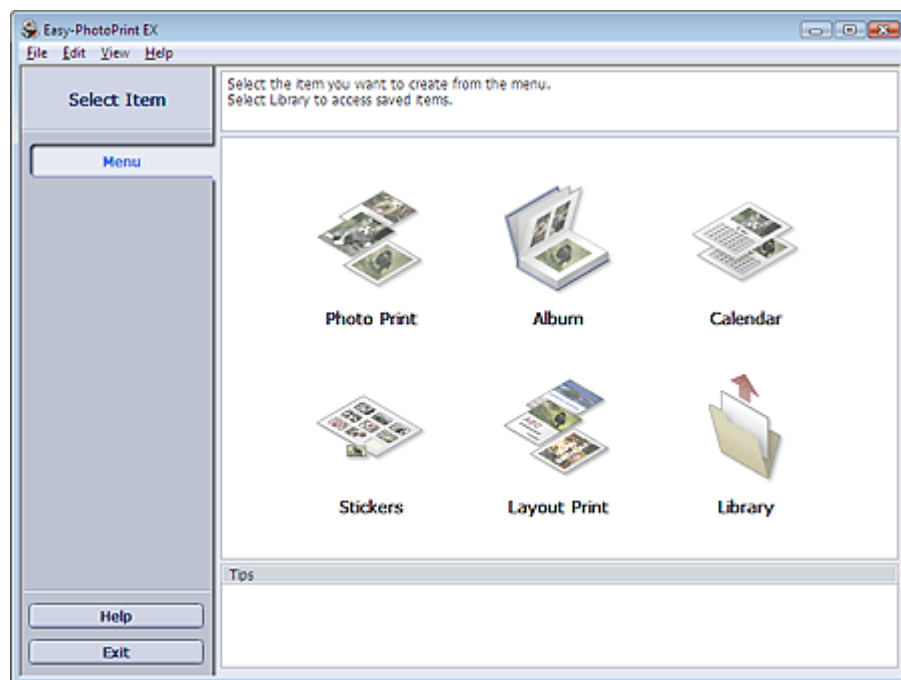 Easy-PhotoPrint EX
File Edit View Help
Select Item
Select the item you want to create from the menu.
Select Library to access saved items.
Menu
Photo Print
Album
Calendar
ABC
Stickers
Layout Print
Library
Tips
Help
Exit